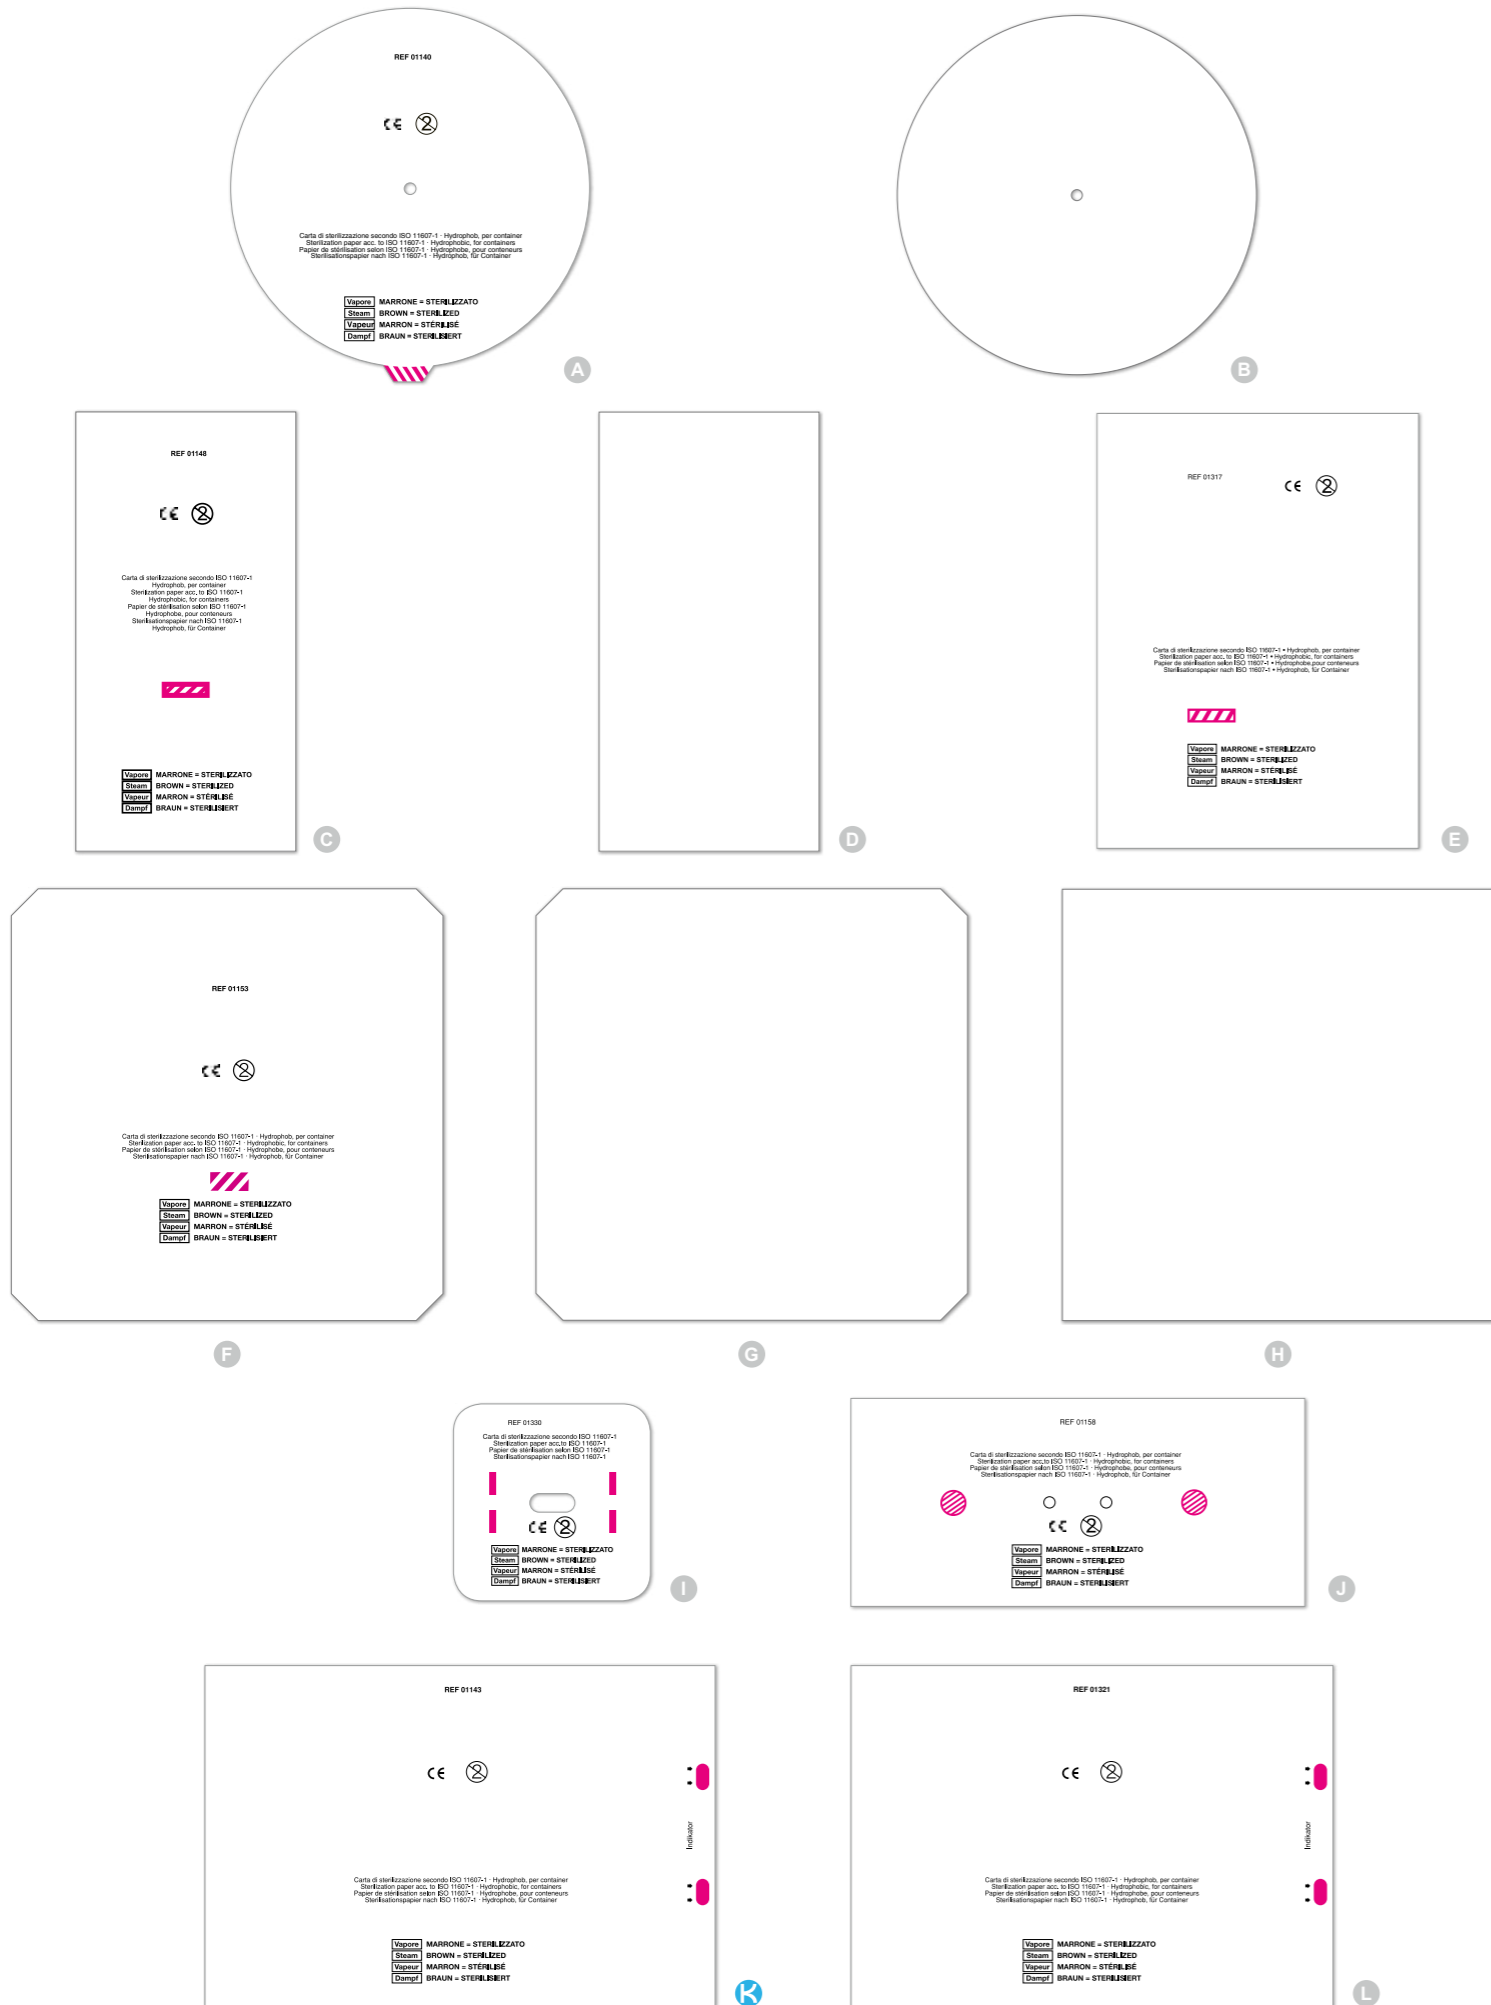 REF 01140
CE 2
Carta di sterilizzazione secondo ISO 11607-1 · Hydrophob, per container
Sterilization paper acc. to ISO 11607-1 · Hydrophobic, for containers
Papier de stérilisation selon ISO 11607-1 · Hydrophobe, pour conteneurs
Sterilisationspapier nach ISO 11607-1 · Hydrophob, für Container
Vapore MARRONE = STERILIZZATO
Steam BROWN = STERILIZED
Vapeur MARRON = STÉRILISÉ
Dampf BRAUN = STERILISIERT
A
B
REF 01148
CE 2
Carta di sterilizzazione secondo ISO 11607-1
Hydrophob, per container
Sterilization paper acc. to ISO 11607-1
Hydrophobic, for containers
Papier de stérilisation selon ISO 11607-1
Hydrophobe, pour conteneurs
Sterilisationspapier nach ISO 11607-1
Hydrophob, für Container
Vapore MARRONE = STERILIZZATO
Steam BROWN = STERILIZED
Vapeur MARRON = STÉRILISÉ
Dampf BRAUN = STERILISIERT
C
D
REF 01317
CE 2
Carta di sterilizzazione secondo ISO 11607-1 • Hydrophob, per container
Sterilization paper acc. to ISO 11607-1 • Hydrophobic, for containers
Papier de stérilisation selon ISO 11607-1 • Hydrophobe,pour conteneurs
Sterilisationspapier nach ISO 11607-1 • Hydrophob, für Container
Vapore MARRONE = STERILIZZATO
Steam BROWN = STERILIZED
Vapeur MARRON = STÉRILISÉ
Dampf BRAUN = STERILISIERT
E
REF 01153
CE 2
Carta di sterilizzazione secondo ISO 11607-1 · Hydrophob, per container
Sterilization paper acc. to ISO 11607-1 · Hydrophobic, for containers
Papier de stérilisation selon ISO 11607-1 · Hydrophobe, pour conteneurs
Sterilisationspapier nach ISO 11607-1 · Hydrophob, für Container
Vapore MARRONE = STERILIZZATO
Steam BROWN = STERILIZED
Vapeur MARRON = STÉRILISÉ
Dampf BRAUN = STERILISIERT
F
G
H
REF 01330
Carta di sterilizzazione secondo ISO 11607-1
Sterilization paper acc.to ISO 11607-1
Papier de stérilisation selon ISO 11607-1
Sterilisationspapier nach ISO 11607-1
CE 2
Vapore MARRONE = STERILIZZATO
Steam BROWN = STERILIZED
Vapeur MARRON = STÉRILISÉ
Dampf BRAUN = STERILISIERT
I
REF 01158
Carta di sterilizzazione secondo ISO 11607-1 · Hydrophob, per container
Sterilization paper acc.to ISO 11607-1 · Hydrophobic, for containers
Papier de stérilisation selon ISO 11607-1 · Hydrophobe, pour conteneurs
Sterilisationspapier nach ISO 11607-1 · Hydrophob, für Container
CE 2
Vapore MARRONE = STERILIZZATO
Steam BROWN = STERILIZED
Vapeur MARRON = STÉRILISÉ
Dampf BRAUN = STERILISIERT
J
REF 01143
CE 2
Indikator
Carta di sterilizzazione secondo ISO 11607-1 · Hydrophob, per container
Sterilization paper acc. to ISO 11607-1 · Hydrophobic, for containers
Papier de stérilisation selon ISO 11607-1 · Hydrophobe, pour conteneurs
Sterilisationspapier nach ISO 11607-1 · Hydrophob, für Container
Vapore MARRONE = STERILIZZATO
Steam BROWN = STERILIZED
Vapeur MARRON = STÉRILISÉ
Dampf BRAUN = STERILISIERT
K
REF 01321
CE 2
Indikator
Carta di sterilizzazione secondo ISO 11607-1 · Hydrophob, per container
Sterilization paper acc. to ISO 11607-1 · Hydrophobic, for containers
Papier de stérilisation selon ISO 11607-1 · Hydrophobe, pour conteneurs
Sterilisationspapier nach ISO 11607-1 · Hydrophob, für Container
Vapore MARRONE = STERILIZZATO
Steam BROWN = STERILIZED
Vapeur MARRON = STÉRILISÉ
Dampf BRAUN = STERILISIERT
L